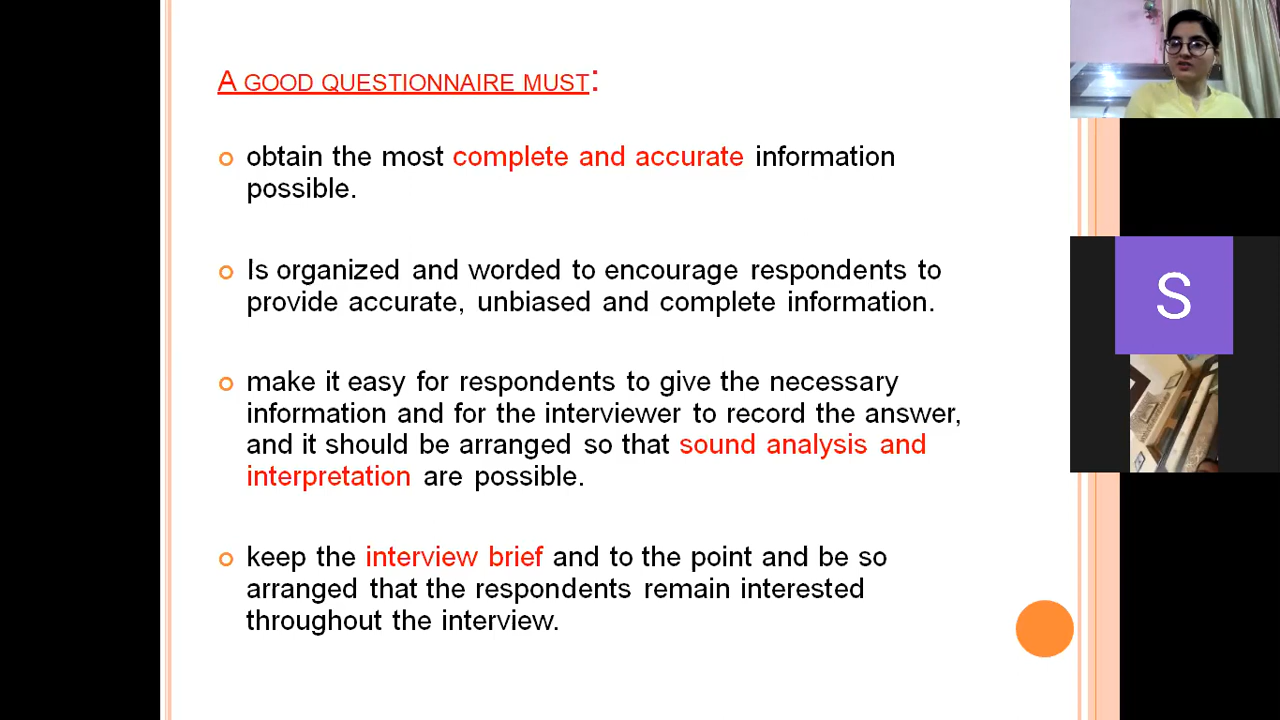 A GOOD QUESTIONNAIRE MUST:
obtain the most complete and accurate information
possible.
Is organized and worded to encourage respondents to
provide accurate, unbiased and complete information.
make it easy for respondents to give the necessary
information and for the interviewer to record the answer,
and it should be arranged so that sound analysis and
interpretation are possible.
keep the interview brief and to the point and be so
arranged that the respondents remain interested
throughout the interview.
S